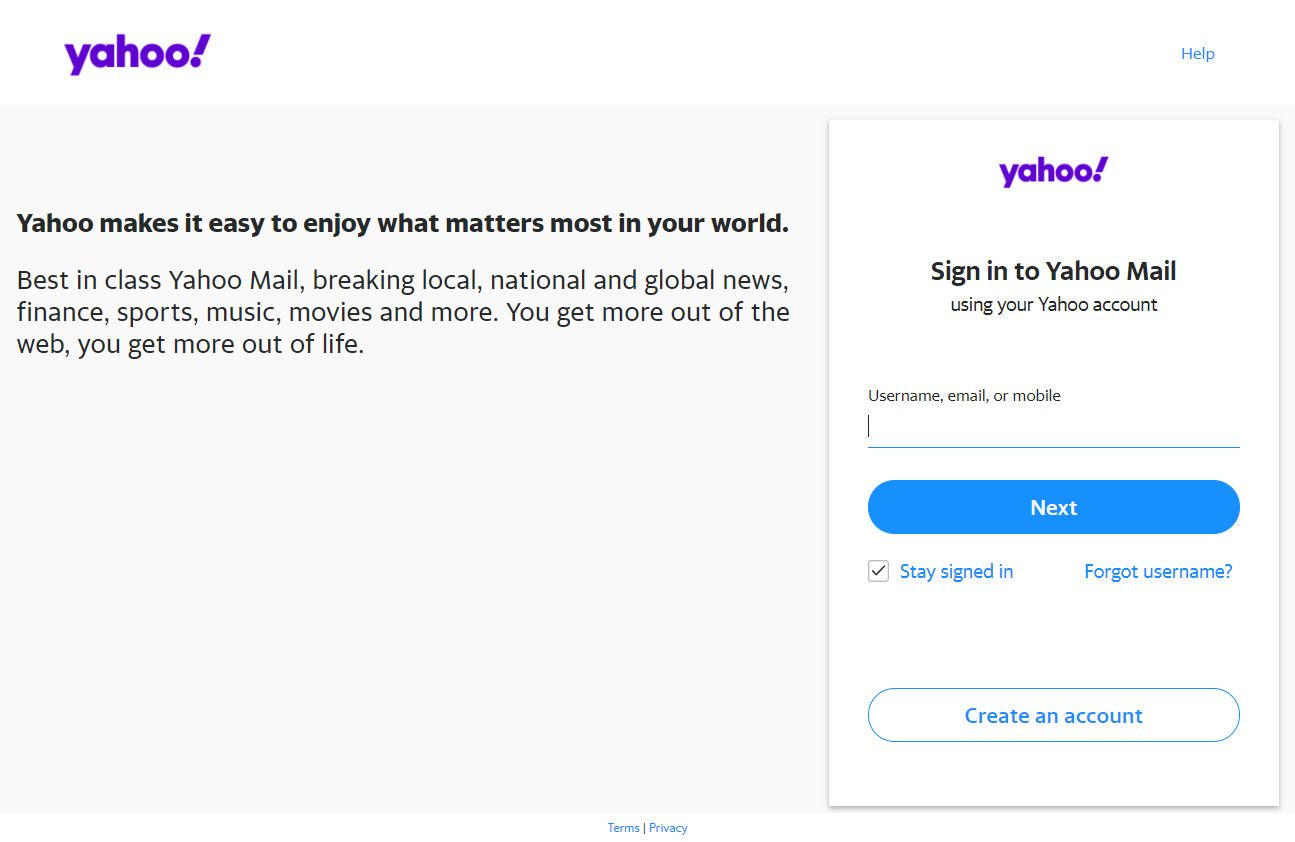 yahoo!
Help
Yahoo makes it easy to enjoy what matters most in your world.
Best in class Yahoo Mail, breaking local, national and global news,
finance, sports, music, movies and more. You get more out of the
web, you get more out of life.
yahoo!
Sign in to Yahoo Mail
using your Yahoo account
Username, email, or mobile
Next
Stay signed in
Forgot username?
Create an account
Terms | Privacy